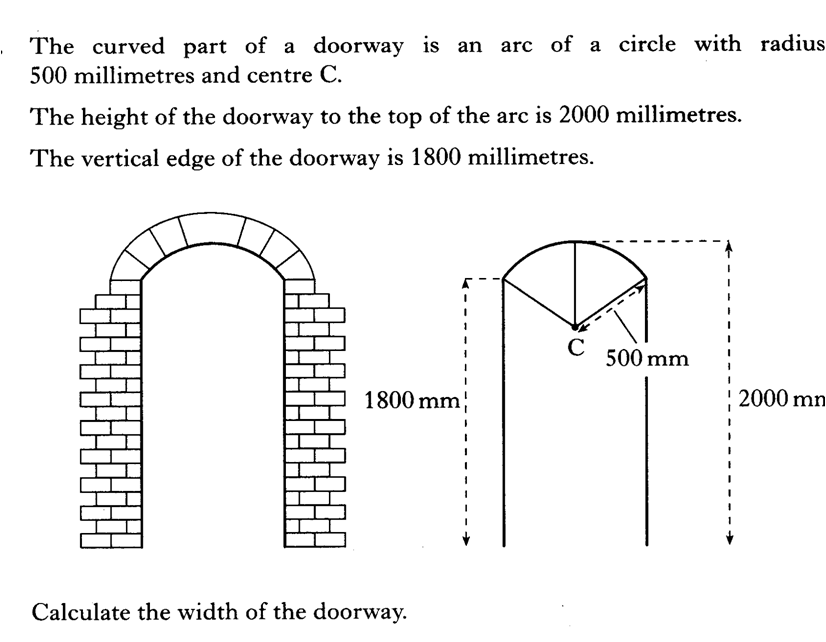 The curved part of a doorway is an arc of a circle with radius
500 millimetres and centre C.
The height of the doorway to the top of the arc is 2000 millimetres.
The vertical edge of the doorway is 1800 millimetres.
C
500 mm
1800 mm
2000 mm
Calculate the width of the doorway.